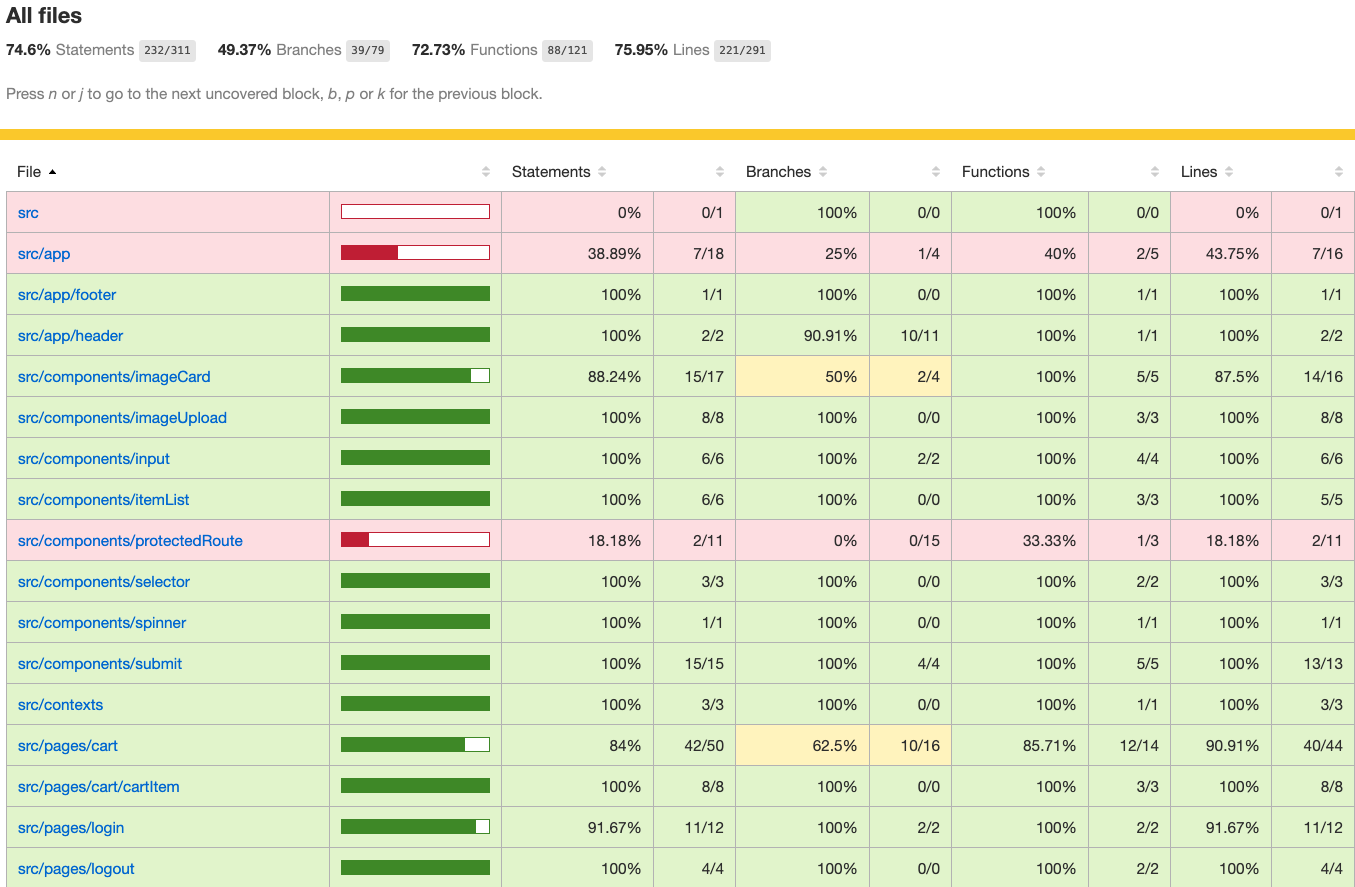 All files
74.6% Statements 232/311 49.37% Branches 39/79 72.73% Functions 88/121 75.95% Lines 221/291
Press n or j to go to the next uncovered block, b, p or k for the previous block.
File Statements Branches Functions Lines
src 0% 0/1 100% 0/0 100% 0/0 0% 0/1
src/app 38.89% 7/18 25% 1/4 40% 2/5 43.75% 7/16
src/app/footer 100% 1/1 100% 0/0 100% 1/1 100% 1/1
src/app/header 100% 2/2 90.91% 10/11 100% 1/1 100% 2/2
src/components/imageCard 88.24% 15/17 50% 2/4 100% 5/5 87.5% 14/16
src/components/imageUpload 100% 8/8 100% 0/0 100% 3/3 100% 8/8
src/components/input 100% 6/6 100% 2/2 100% 4/4 100% 6/6
src/components/itemList 100% 6/6 100% 0/0 100% 3/3 100% 5/5
src/components/protectedRoute 18.18% 2/11 0% 0/15 33.33% 1/3 18.18% 2/11
src/components/selector 100% 3/3 100% 0/0 100% 2/2 100% 3/3
src/components/spinner 100% 1/1 100% 0/0 100% 1/1 100% 1/1
src/components/submit 100% 15/15 100% 4/4 100% 5/5 100% 13/13
src/contexts 100% 3/3 100% 0/0 100% 1/1 100% 3/3
src/pages/cart 84% 42/50 62.5% 10/16 85.71% 12/14 90.91% 40/44
src/pages/cart/cartItem 100% 8/8 100% 0/0 100% 3/3 100% 8/8
src/pages/login 91.67% 11/12 100% 2/2 100% 2/2 91.67% 11/12
src/pages/logout 100% 4/4 100% 0/0 100% 2/2 100% 4/4